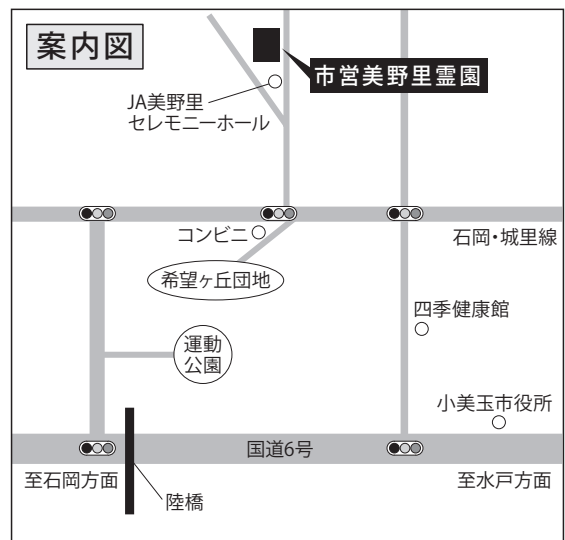 案内図
市営美野里霊園
JA美野里
セレモニーホール
コンビニ
石岡・城里線
希望ヶ丘団地
四季健康館
運動
公園
小美玉市役所
国道6号
至石岡方面
至水戸方面
陸橋